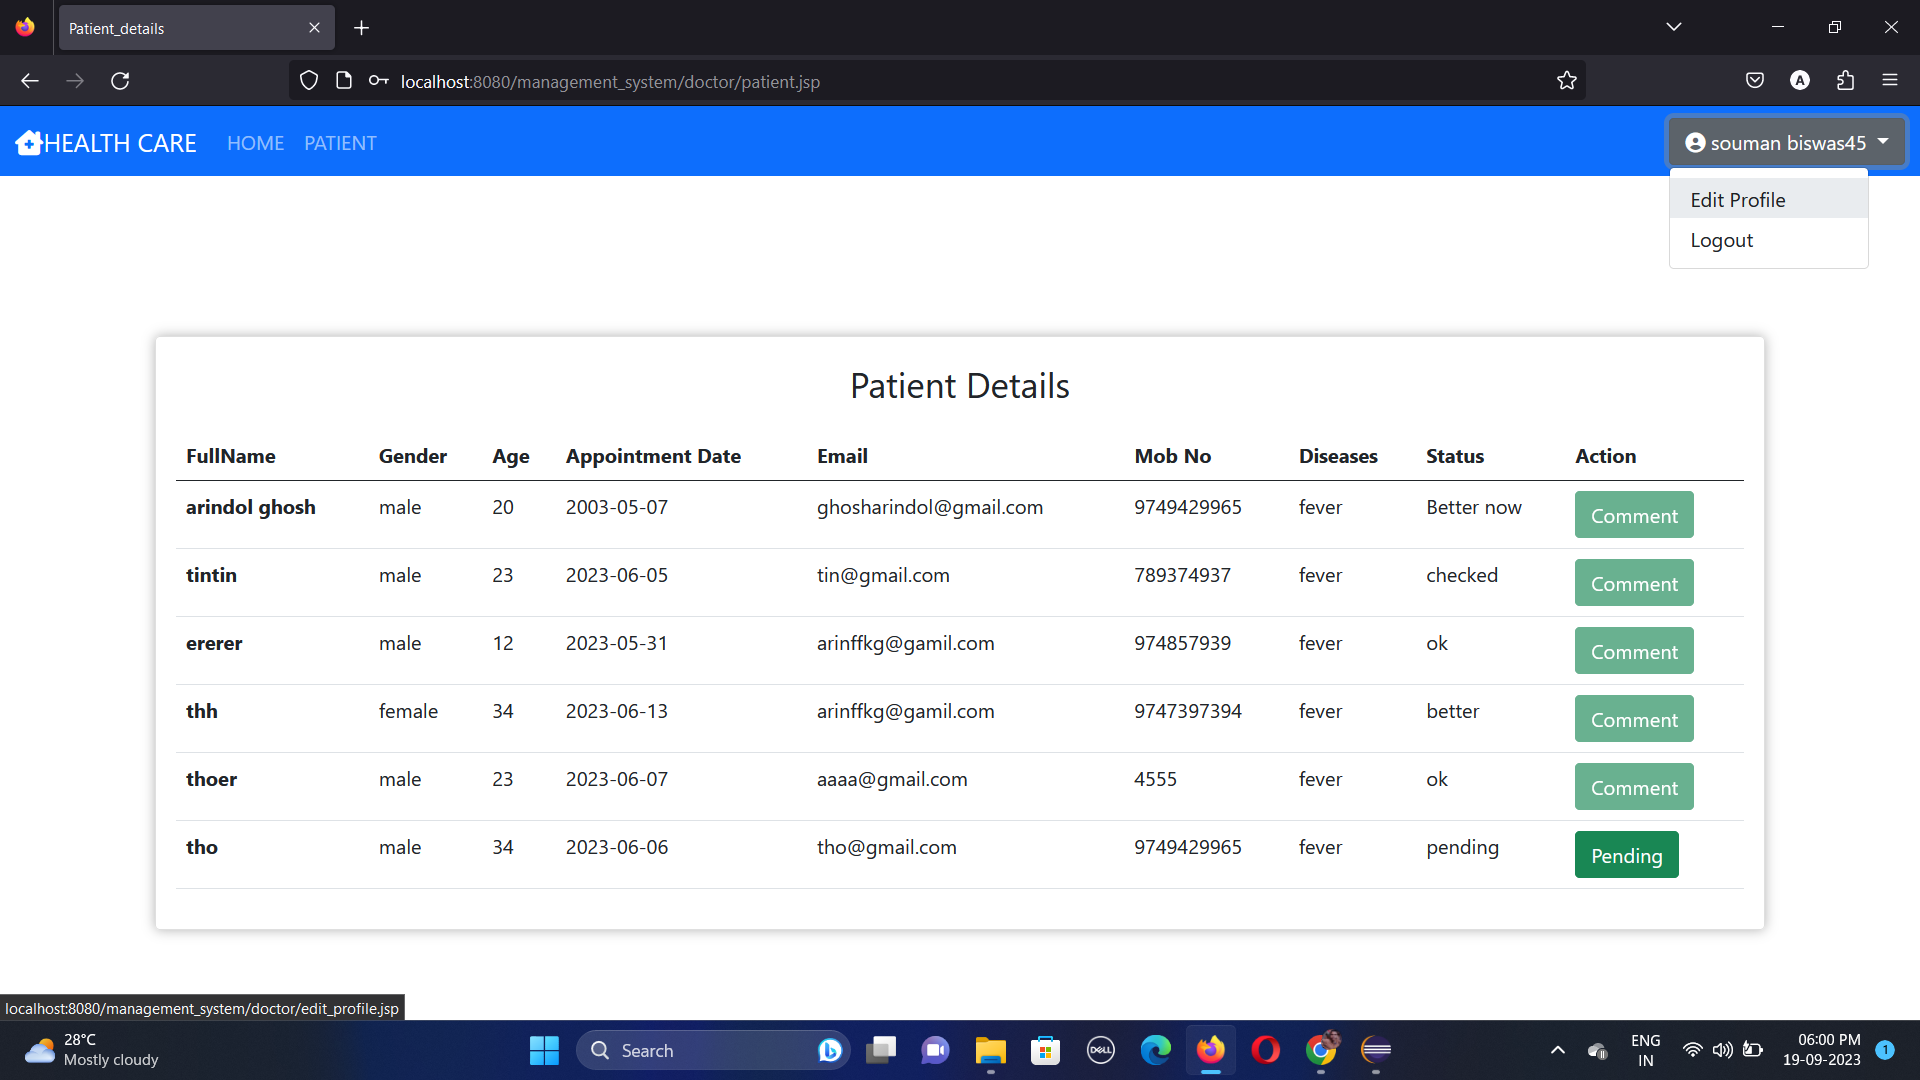 Patient_details
localhost:8080/management_system/doctor/patient.jsp
A
HEALTH CARE HOME PATIENT souman biswas45
Edit Profile
Logout
Patient Details
FullName Gender Age Appointment Date Email Mob No Diseases Status Action
arindol ghosh male 20 2003-05-07 ghosharindol@gmail.com 9749429965 fever Better now Comment
tintin male 23 2023-06-05 tin@gmail.com 789374937 fever checked Comment
ererer male 12 2023-05-31 arinffkg@gamil.com 974857939 fever ok Comment
thh female 34 2023-06-13 arinffkg@gamil.com 9747397394 fever better Comment
thoer male 23 2023-06-07 aaaa@gmail.com 4555 fever ok Comment
tho male 34 2023-06-06 tho@gmail.com 9749429965 fever pending Pending
localhost:8080/management_system/doctor/edit_profile.jsp
28°C
Mostly cloudy
Search
DELL
ENG
IN
06:00 PM
19-09-2023
1